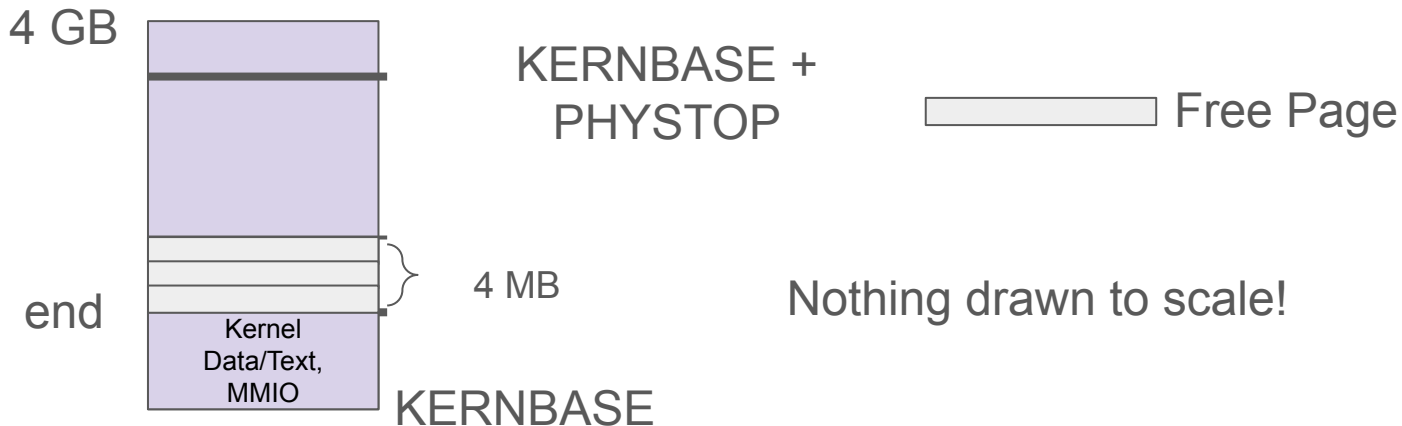 4 GB
KERNBASE +
PHYSTOP
Free Page
4 MB
Nothing drawn to scale!
end
Kernel
Data/Text,
MMIO
KERNBASE